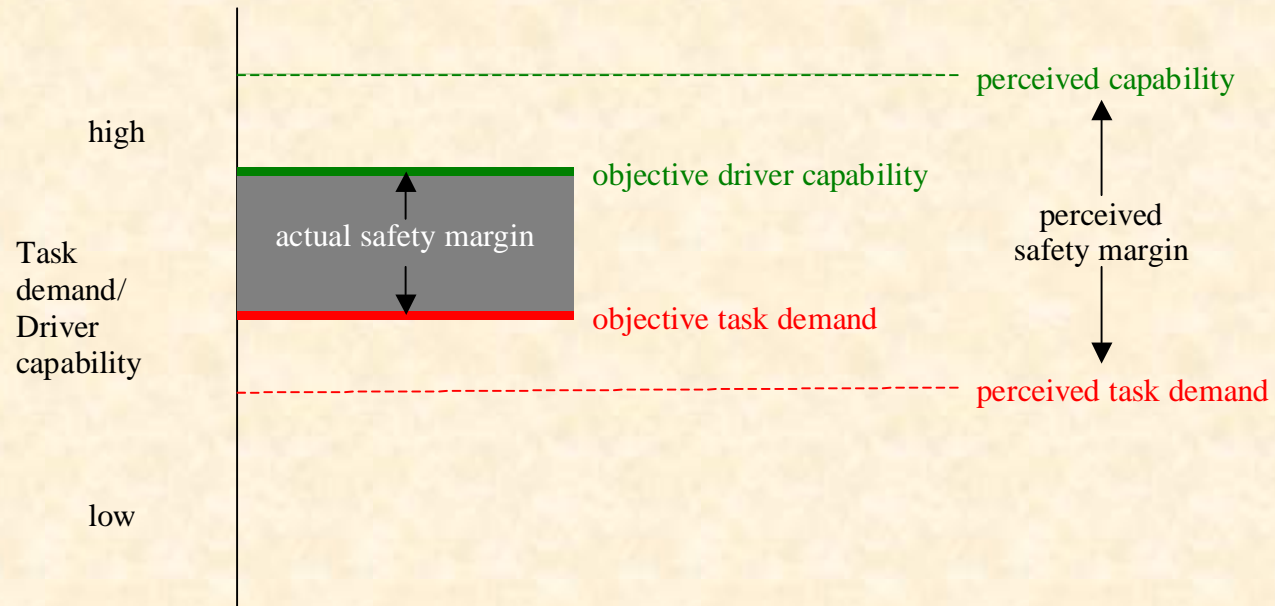 perceived capability
high
objective driver capability
actual safety margin
perceived
safety margin
Task
demand/
Driver
capability
objective task demand
perceived task demand
low